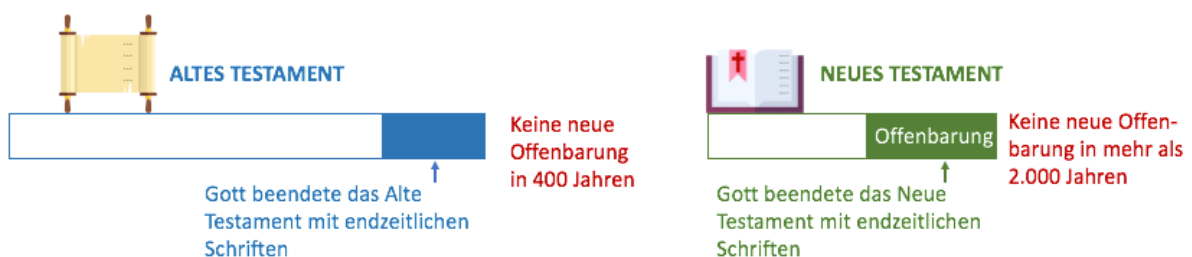 ALTES TESTAMENT
Keine neue
Offenbarung
in 400 Jahren
Gott beendete das Alte
Testament mit endzeitlichen
Schriften
NEUES TESTAMENT
Offenbarung
Keine neue Offen-
barung in mehr als
2.000 Jahren
Gott beendete das Neue
Testament mit endzeitlichen
Schriften